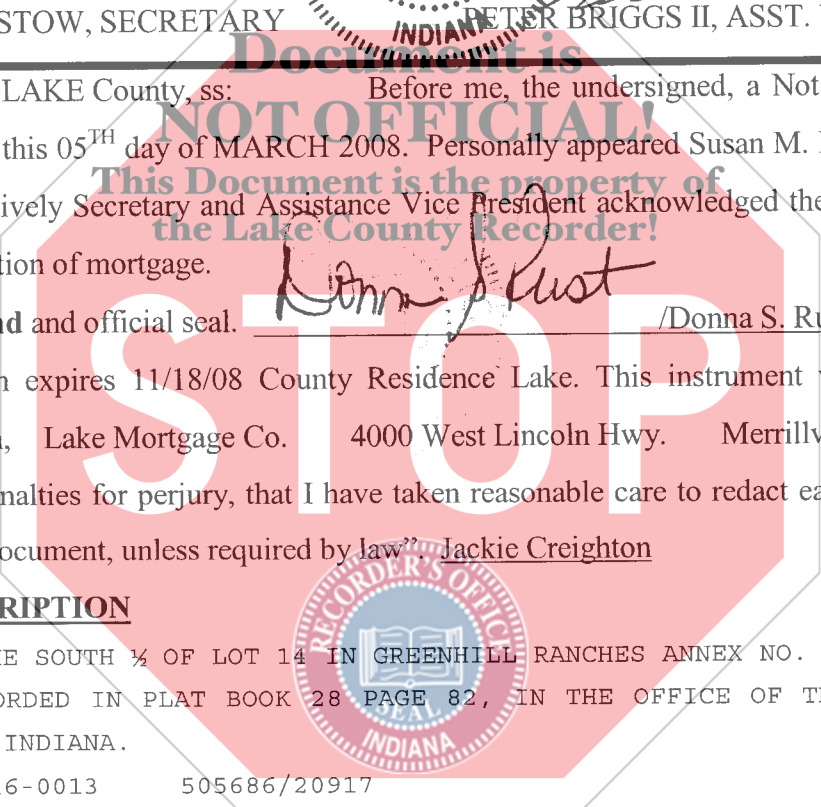 STOW, SECRETARY PETER BRIGGS II, ASST.
INDIANA
Document is
LAKE County, ss: Before me, the undersigned, a Not
NOT OFFICIAL!
this 05TH day of MARCH 2008. Personally appeared Susan M.
This Document is the property of
ively Secretary and Assistance Vice President acknowledged the
the Lake County Recorder!
tion of mortgage.
Donna S Rust
nd and official seal. /Donna S. Ru
n expires 11/18/08 County Residence Lake. This instrument
STOP
Lake Mortgage Co. 4000 West Lincoln Hwy. Merrillv
nalties for perjury, that I have taken reasonable care to redact ea
ocument, unless required by law”. Jackie Creighton
RECORDER'S OFFICE
RIPTION
E SOUTH ½ OF LOT 14 IN GREENHILL RANCHES ANNEX NO.
ORDED IN PLAT BOOK 28 PAGE 82, IN THE OFFICE OF T
SEAL
INDIANA
INDIANA.
6-0013 505686/20917